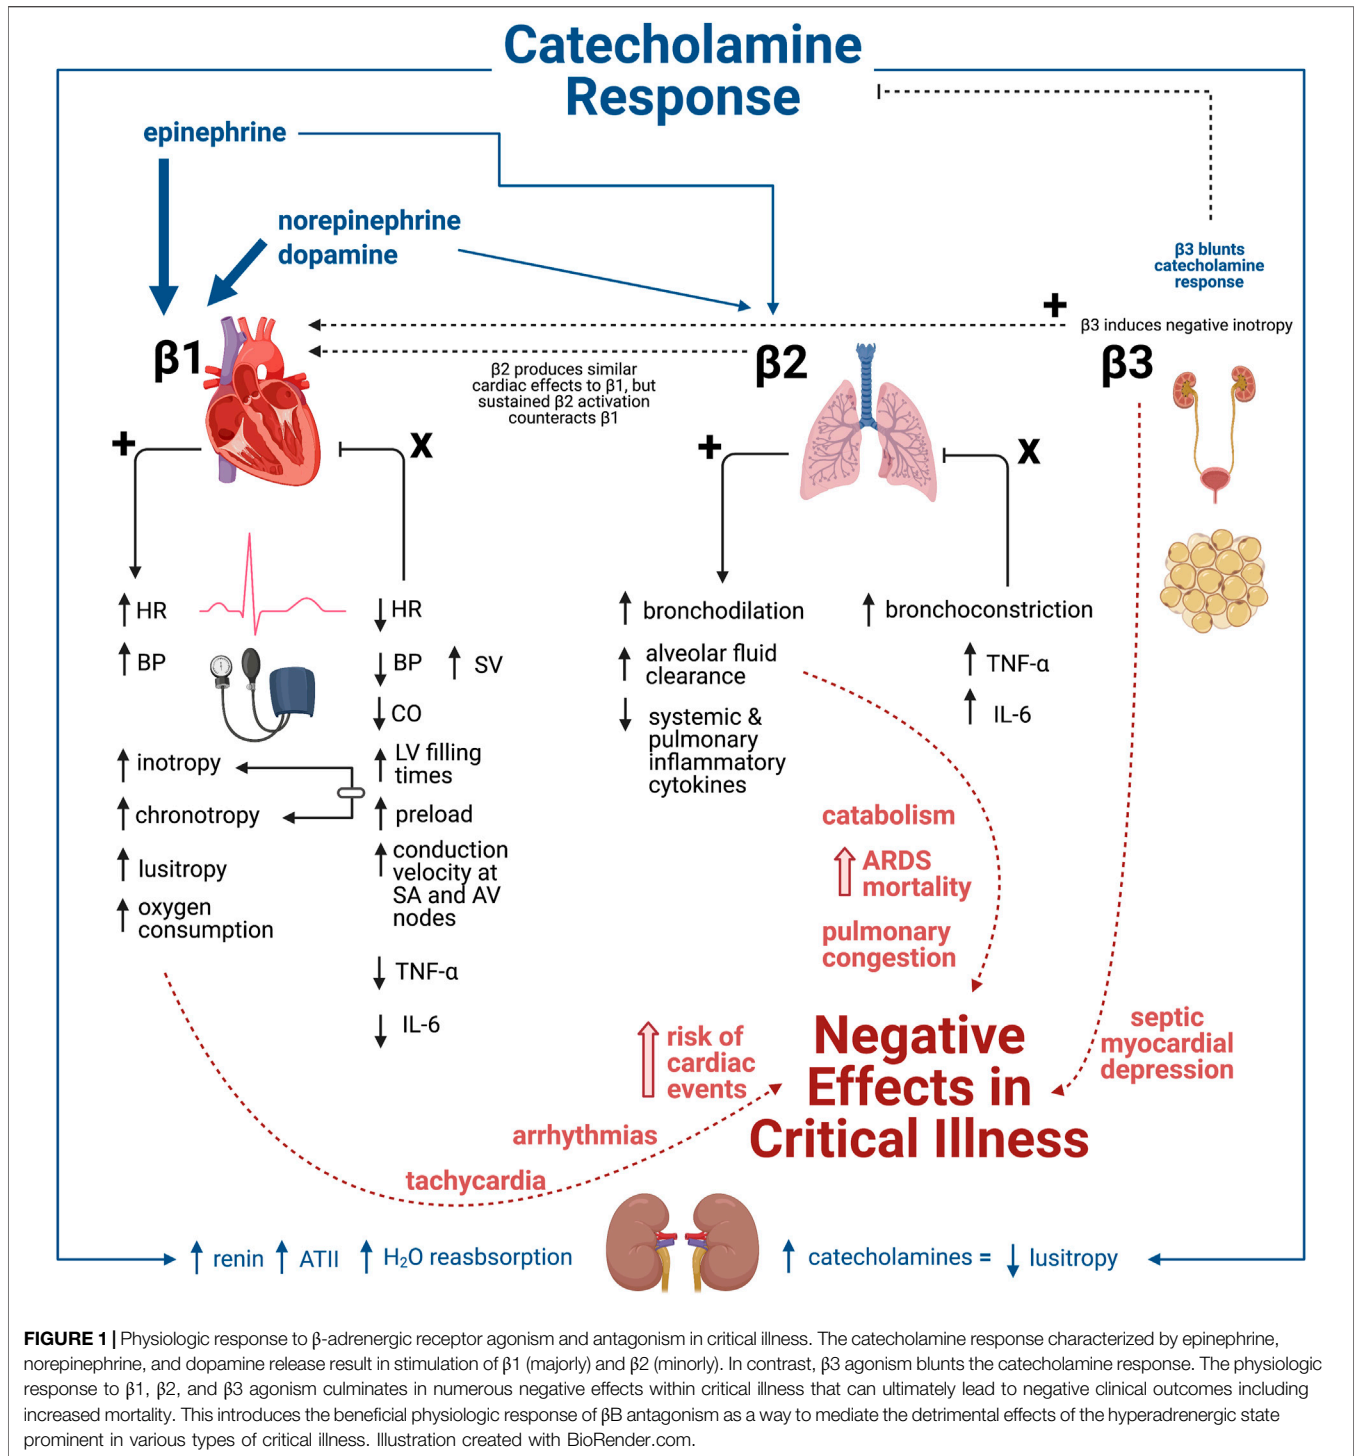 Catecholamine
Response
epinephrine
norepinephrine
dopamine
β3 blunts
catecholamine
response
+
β3 induces negative inotropy
β1
β2
β3
β2 produces similar
cardiac effects to β1, but
sustained β2 activation
counteracts β1
+
X
+
X
HR
BP
inotropy
chronotropy
lusitropy
oxygen
consumption
HR
BP
SV
CO
LV filling
times
preload
conduction
velocity at
SA and AV
nodes
TNF-α
IL-6
bronchodilation
alveolar fluid
clearance
systemic &
pulmonary
inflammatory
cytokines
bronchoconstriction
TNF-α
IL-6
catabolism
ARDS
mortality
pulmonary
congestion
risk of
cardiac
events
arrhythmias
tachycardia
Negative
Effects in
Critical Illness
septic
myocardial
depression
renin ATII H₂O reasbsorption
catecholamines = lusitropy
FIGURE 1 | Physiologic response to β-adrenergic receptor agonism and antagonism in critical illness. The catecholamine response characterized by epinephrine,
norepinephrine, and dopamine release result in stimulation of β1 (majorly) and β2 (minorly). In contrast, β3 agonism blunts the catecholamine response. The physiologic
response to β1, β2, and β3 agonism culminates in numerous negative effects within critical illness that can ultimately lead to negative clinical outcomes including
increased mortality. This introduces the beneficial physiologic response of βB antagonism as a way to mediate the detrimental effects of the hyperadrenergic state
prominent in various types of critical illness. Illustration created with BioRender.com.